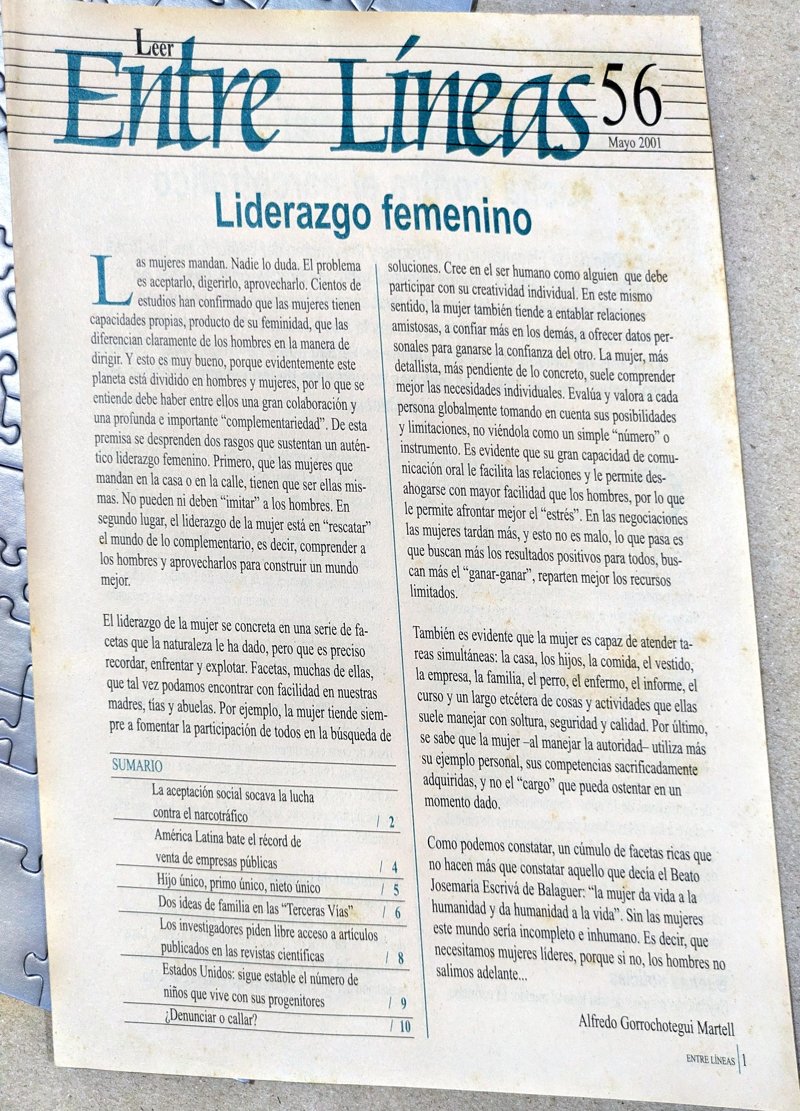 Leer
Entre Líneas 56
Mayo 2001
Liderazgo femenino
Las mujeres mandan. Nadie lo duda. El problema
es aceptarlo, digerirlo, aprovecharlo. Cientos de
estudios han confirmado que las mujeres tienen
capacidades propias, producto de su feminidad, que las
diferencian claramente de los hombres en la manera de
dirigir. Y esto es muy bueno, porque evidentemente este
planeta está dividido en hombres y mujeres, por lo que se
entiende debe haber entre ellos una gran colaboración y
una profunda e importante “complementariedad”. De esta
premisa se desprenden dos rasgos que sustentan un autén-
tico liderazgo femenino. Primero, que las mujeres que
mandan en la casa o en la calle, tienen que ser ellas mis-
mas. No pueden ni deben “imitar” a los hombres. En
segundo lugar, el liderazgo de la mujer está en “rescatar”
el mundo de lo complementario, es decir, comprender a
los hombres y aprovecharlos para construir un mundo
mejor.
El liderazgo de la mujer se concreta en una serie de fa-
cetas que la naturaleza le ha dado, pero que es preciso
recordar, enfrentar y explotar. Facetas, muchas de ellas,
que tal vez podamos encontrar con facilidad en nuestras
madres, tías y abuelas. Por ejemplo, la mujer tiende siem-
pre a fomentar la participación de todos en la búsqueda de
soluciones. Cree en el ser humano como alguien que debe
participar con su creatividad individual. En este mismo
sentido, la mujer también tiende a entablar relaciones
amistosas, a confiar más en los demás, a ofrecer datos per-
sonales para ganarse la confianza del otro. La mujer, más
detallista, más pendiente de lo concreto, suele comprender
mejor las necesidades individuales. Evalúa y valora a cada
persona globalmente tomando en cuenta sus posibilidades
y limitaciones, no viéndola como un simple “número” o
instrumento. Es evidente que su gran capacidad de comu-
nicación oral le facilita las relaciones y le permite des-
ahogarse con mayor facilidad que los hombres, por lo que
le permite afrontar mejor el “estrés”. En las negociaciones
las mujeres tardan más, y esto no es malo, lo que pasa es
que buscan más los resultados positivos para todos, bus-
can más el “ganar-ganar”, reparten mejor los recursos
limitados.
También es evidente que la mujer es capaz de atender ta-
reas simultáneas: la casa, los hijos, la comida, el vestido,
la empresa, la familia, el perro, el enfermo, el informe, el
curso y un largo etcétera de cosas y actividades que ellas
suele manejar con soltura, seguridad y calidad. Por último,
se sabe que la mujer –al manejar la autoridad– utiliza más
su ejemplo personal, sus competencias sacrificadamente
adquiridas, y no el “cargo” que pueda ostentar en un
momento dado.
Como podemos constatar, un cúmulo de facetas ricas que
no hacen más que constatar aquello que decía el Beato
Josemaría Escrivá de Balaguer: “la mujer da vida a la
humanidad y da humanidad a la vida”. Sin las mujeres
este mundo sería incompleto e inhumano. Es decir, que
necesitamos mujeres líderes, porque si no, los hombres no
salimos adelante...
Alfredo Gorrochotegui Martell
SUMARIO
La aceptación social socava la lucha
contra el narcotráfico / 2
América Latina bate el récord de
venta de empresas públicas / 4
Hijo único, primo único, nieto único / 5
Dos ideas de familia en las “Terceras Vías” / 6
Los investigadores piden libre acceso a artículos
publicados en las revistas científicas / 8
Estados Unidos: sigue estable el número de
niños que vive con sus progenitores / 9
¿Denunciar o callar? / 10
ENTRE LÍNEAS 1